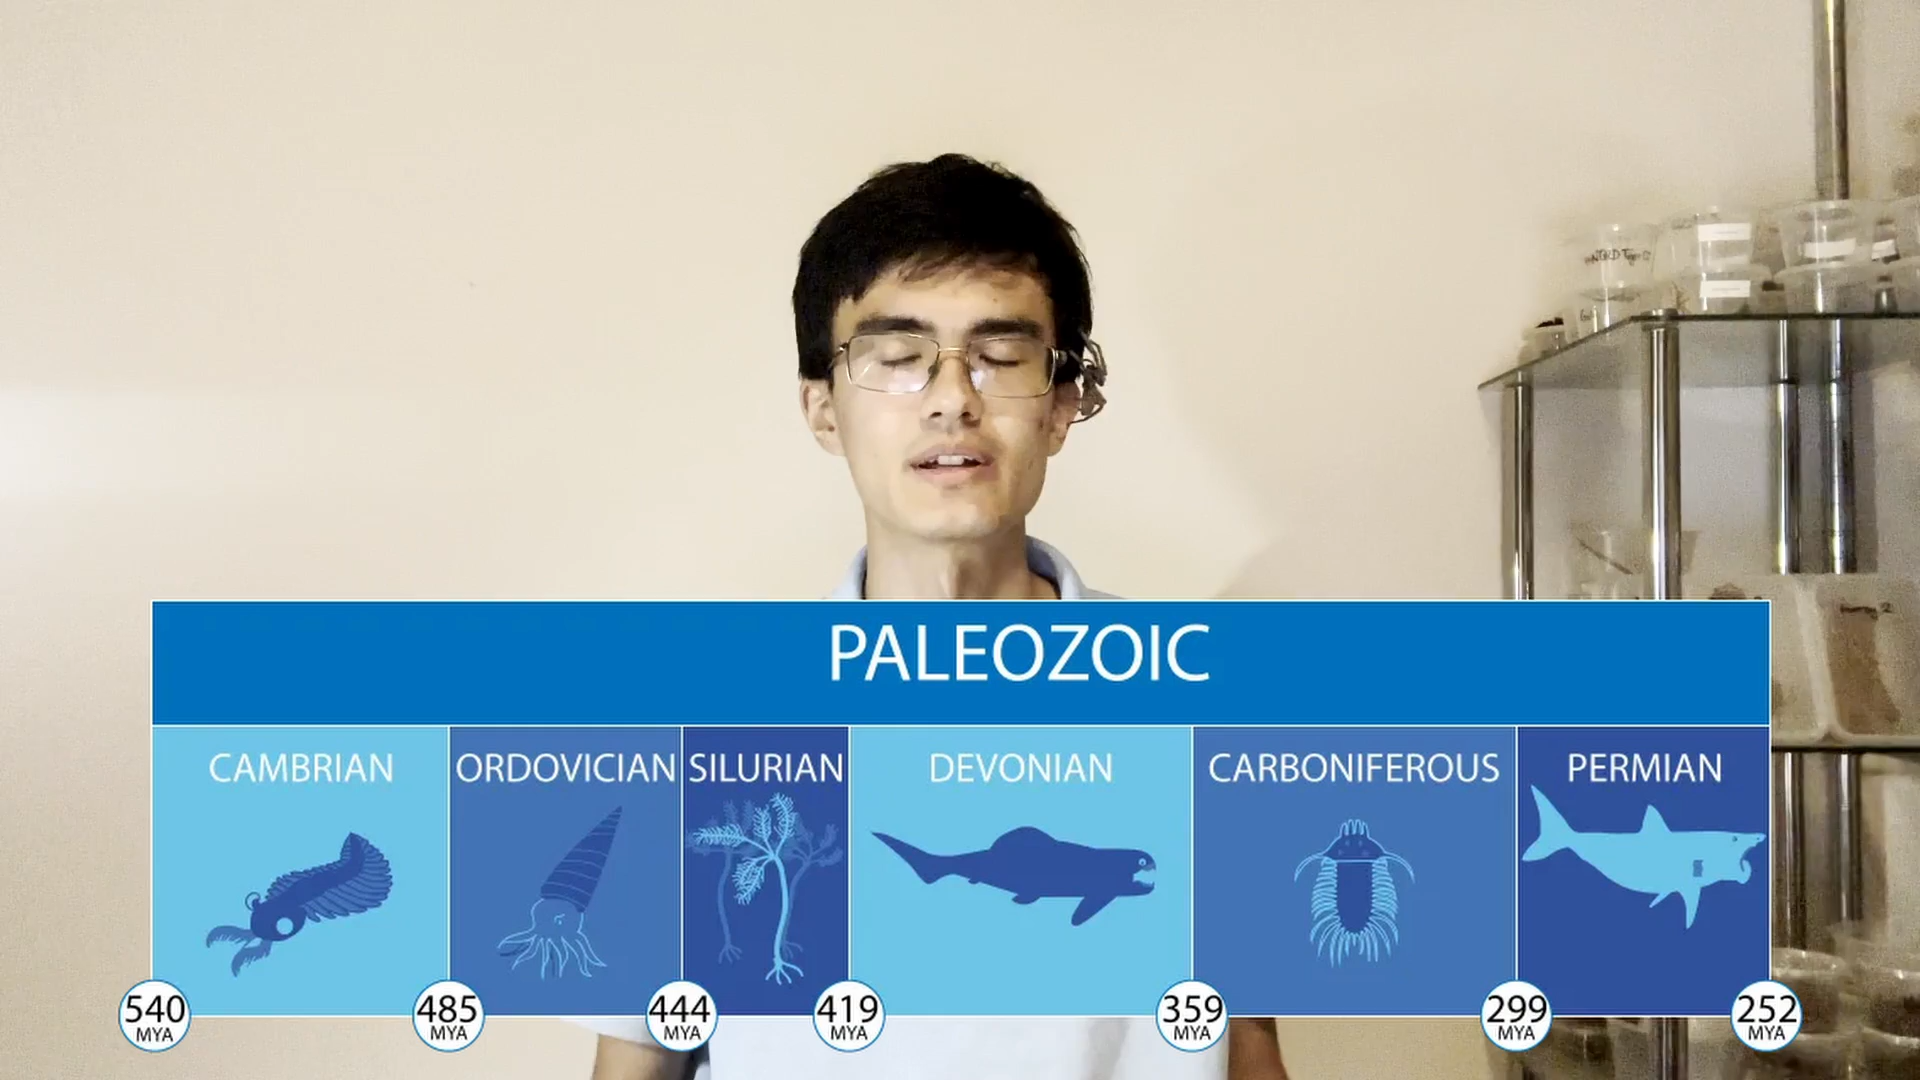 PALEOZOIC
CAMBRIAN
ORDOVICIAN
SILURIAN
DEVONIAN
CARBONIFEROUS
PERMIAN
540
MYA
485
MYA
444
MYA
419
MYA
359
MYA
299
MYA
252
MYA